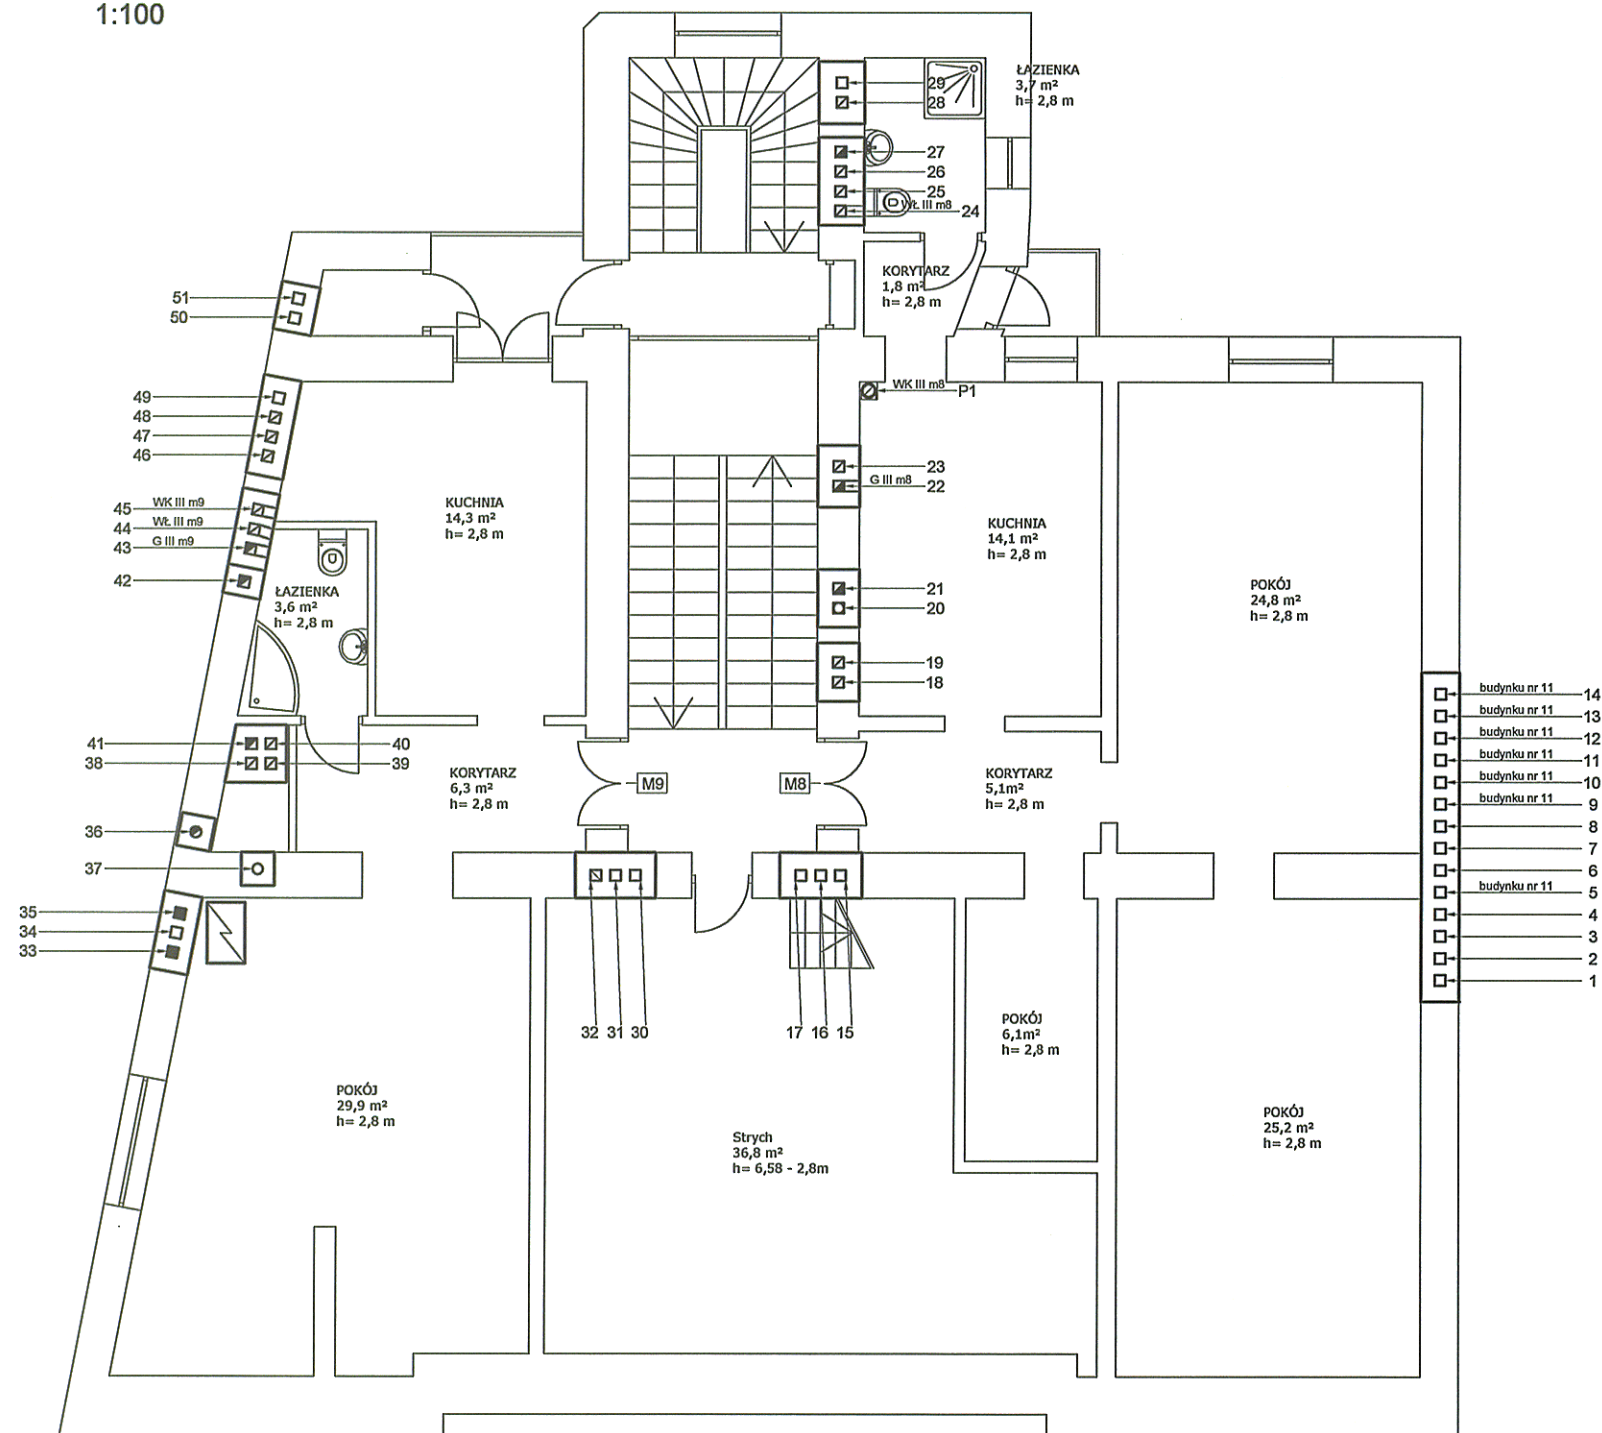 1:100
ŁAZIENKA
3,7 m²
h= 2,8 m
29
28
27
26
25
WŁ III m8
24
KORYTARZ
1,8 m²
h= 2,8 m
51
50
49
48
47
46
WK III m8
P1
23
G III m8
22
21
20
19
18
45
WK III m9
44
WŁ III m9
43
G III m9
42
KUCHNIA
14,3 m²
h= 2,8 m
KUCHNIA
14,1 m²
h= 2,8 m
ŁAZIENKA
3,6 m²
h= 2,8 m
POKÓJ
24,8 m²
h= 2,8 m
41
40
38
39
KORYTARZ
6,3 m²
h= 2,8 m
M9
M8
KORYTARZ
5,1m²
h= 2,8 m
budynku nr 11
14
budynku nr 11
13
budynku nr 11
12
budynku nr 11
11
budynku nr 11
10
budynku nr 11
9
8
7
6
budynku nr 11
5
4
3
2
1
36
37
35
34
33
32
31
30
17
16
15
POKÓJ
6,1m²
h= 2,8 m
POKÓJ
29,9 m²
h= 2,8 m
Strych
36,8 m²
h= 6,58 - 2,8m
POKÓJ
25,2 m²
h= 2,8 m